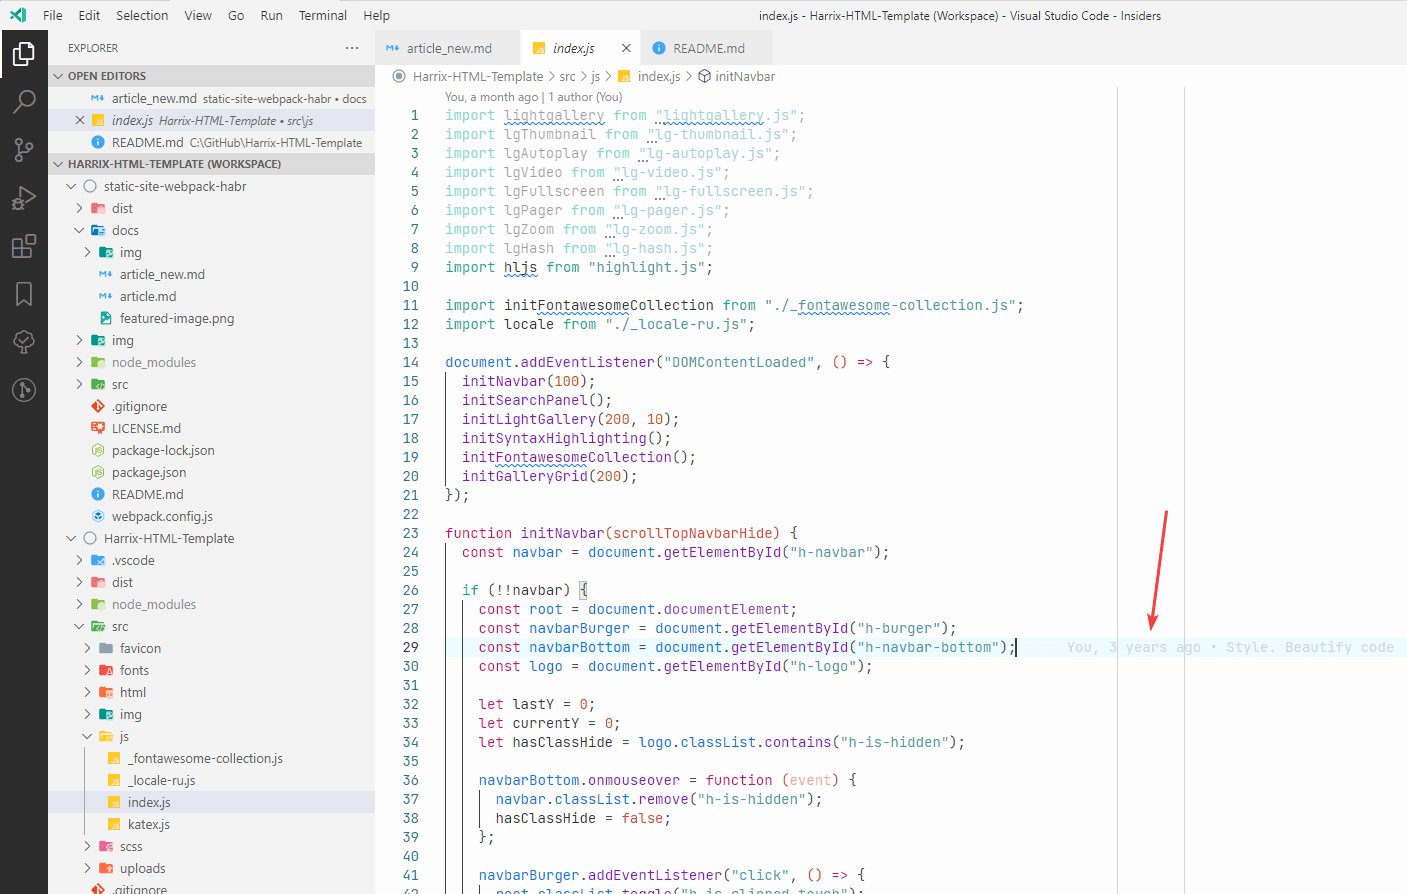 File Edit Selection View Go Run Terminal Help
index.js - Harrix-HTML-Template (Workspace) - Visual Studio Code - Insiders
EXPLORER
OPEN EDITORS
article_new.md static-site-webpack-habr • docs
index.js Harrix-HTML-Template • src\js
README.md C:\GitHub\Harrix-HTML-Template
HARRIX-HTML-TEMPLATE (WORKSPACE)
static-site-webpack-habr
dist
docs
img
article_new.md
article.md
featured-image.png
img
node_modules
src
.gitignore
LICENSE.md
package-lock.json
package.json
README.md
webpack.config.js
Harrix-HTML-Template
.vscode
dist
node_modules
src
favicon
fonts
html
img
js
_fontawesome-collection.js
_locale-ru.js
index.js
katex.js
scss
uploads
.gitignore
article_new.md index.js README.md
Harrix-HTML-Template > src > js > index.js > initNavbar
You, a month ago | 1 author (You)
1 import lightgallery from "lightgallery.js";
2 import lgThumbnail from "lg-thumbnail.js";
3 import lgAutoplay from "lg-autoplay.js";
4 import lgVideo from "lg-video.js";
5 import lgFullscreen from "lg-fullscreen.js";
6 import lgPager from "lg-pager.js";
7 import lgZoom from "lg-zoom.js";
8 import lgHash from "lg-hash.js";
9 import hljs from "highlight.js";
10
11 import initFontawesomeCollection from "./_fontawesome-collection.js";
12 import locale from "./_locale-ru.js";
13
14 document.addEventListener("DOMContentLoaded", () => {
15 initNavbar(100);
16 initSearchPanel();
17 initLightGallery(200, 10);
18 initSyntaxHighlighting();
19 initFontawesomeCollection();
20 initGalleryGrid(200);
21 });
22
23 function initNavbar(scrollTopNavbarHide) {
24 const navbar = document.getElementById("h-navbar");
25
26 if (!!navbar) {
27 const root = document.documentElement;
28 const navbarBurger = document.getElementById("h-burger");
29 const navbarBottom = document.getElementById("h-navbar-bottom"); You, 3 years ago • Style. Beautify code
30 const logo = document.getElementById("h-logo");
31
32 let lastY = 0;
33 let currentY = 0;
34 let hasClassHide = logo.classList.contains("h-is-hidden");
35
36 navbarBottom.onmouseover = function (event) {
37 navbar.classList.remove("h-is-hidden");
38 hasClassHide = false;
39 };
40
41 navbarBurger.addEventListener("click", () => {
42 root.classList.toggle("h-is-clipped-touch");